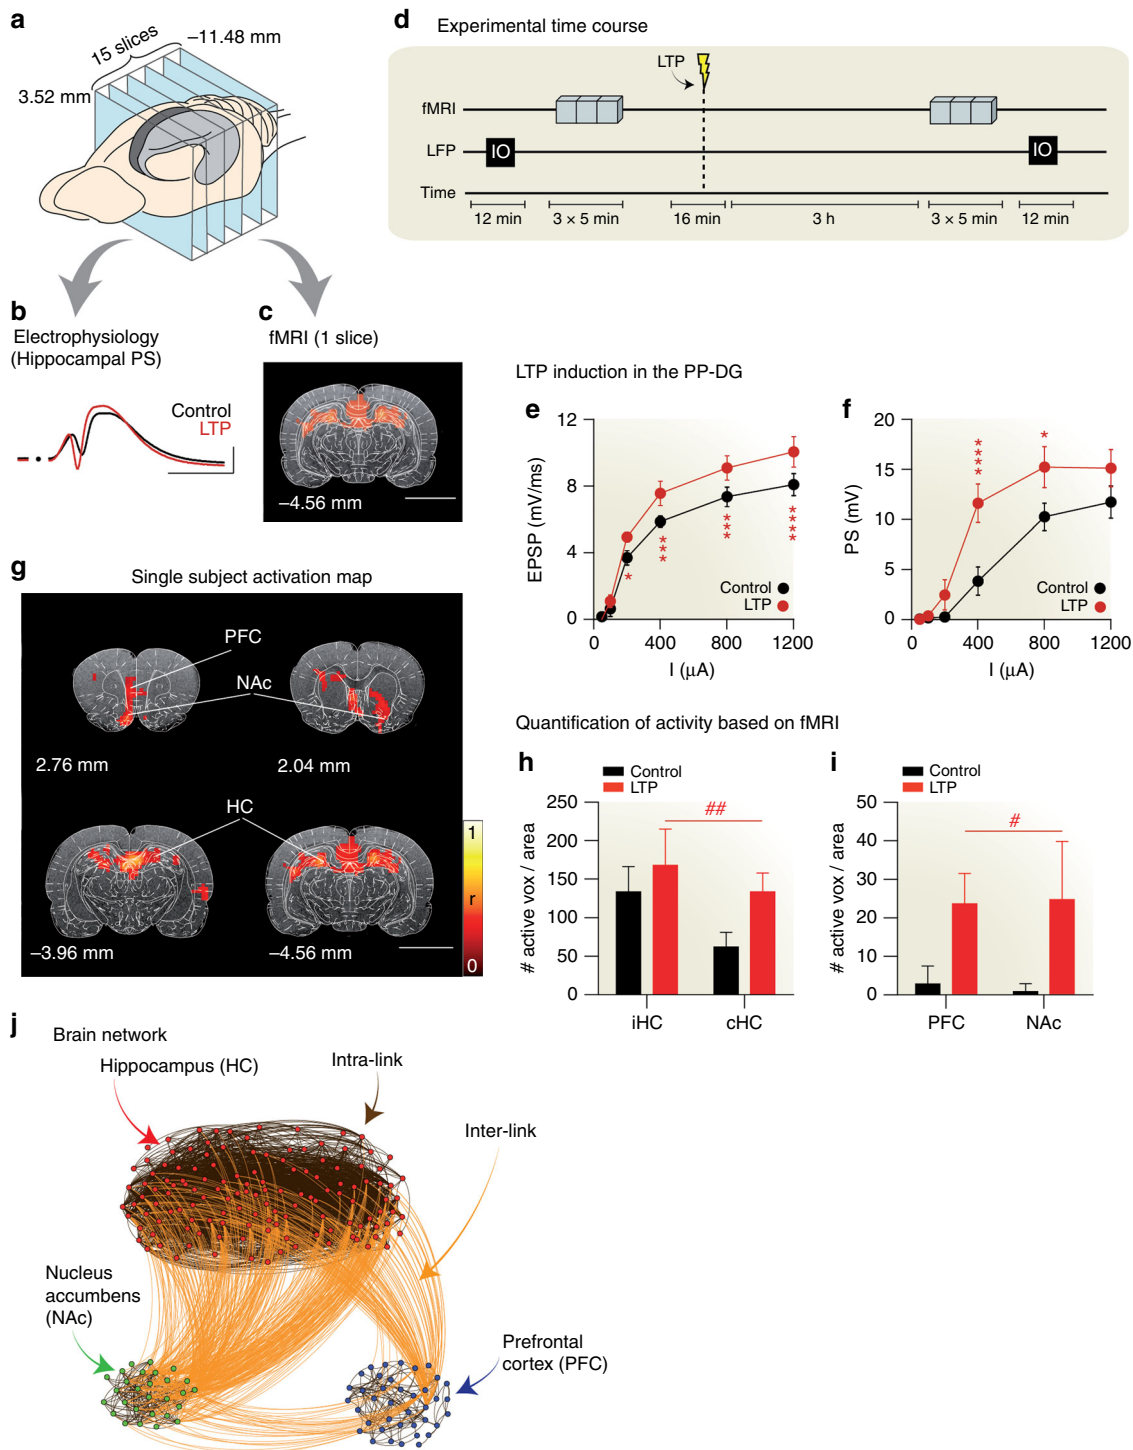 a
15 slices
–11.48 mm
3.52 mm
b
Electrophysiology
(Hippocampal PS)
Control
LTP
c
fMRI (1 slice)
–4.56 mm
d
Experimental time course
LTP
fMRI
LFP
IO
IO
Time
12 min
3 × 5 min
16 min
3 h
3 × 5 min
12 min
LTP induction in the PP-DG
e
EPSP (mV/ms)
12
8
4
0
*
***
***
****
Control
LTP
0
400
800
1200
I (µA)
f
PS (mV)
20
15
10
5
0
****
*
Control
LTP
0
400
800
1200
I (µA)
g
Single subject activation map
PFC
NAc
2.76 mm
2.04 mm
HC
–3.96 mm
–4.56 mm
1
r
0
Quantification of activity based on fMRI
h
Control
LTP
# active vox / area
250
200
150
100
50
0
##
iHC
cHC
i
Control
LTP
# active vox / area
50
40
30
20
10
0
#
PFC
NAc
j
Brain network
Hippocampus (HC)
Intra-link
Inter-link
Nucleus
accumbens
(NAc)
Prefrontal
cortex (PFC)